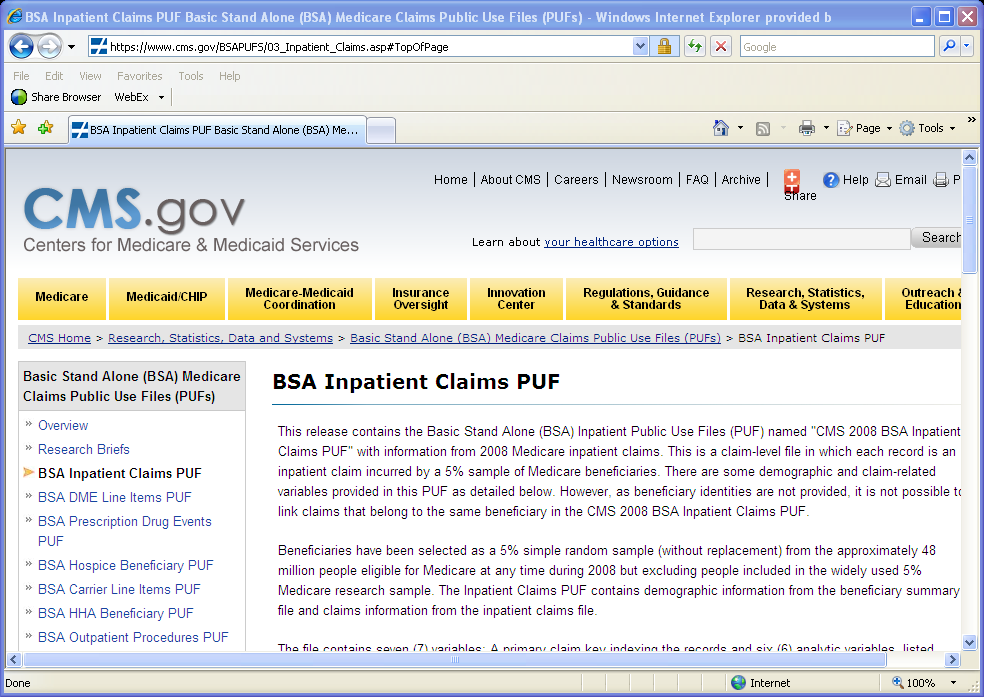 BSA Inpatient Claims PUF Basic Stand Alone (BSA) Medicare Claims Public Use Files (PUFs) - Windows Internet Explorer provided b
https://www.cms.gov/BSAPUFS/03_Inpatient_Claims.asp#TopOfPage
Google
File Edit View Favorites Tools Help
Share Browser WebEx
BSA Inpatient Claims PUF Basic Stand Alone (BSA) Me...
Page Tools »
Home | About CMS | Careers | Newsroom | FAQ | Archive | Share Help Email P
CMS.gov
Centers for Medicare & Medicaid Services
Learn about your healthcare options
Search
Medicare
Medicaid/CHIP
Medicare-Medicaid
Coordination
Insurance
Oversight
Innovation
Center
Regulations, Guidance
& Standards
Research, Statistics,
Data & Systems
Outreach &
Education
CMS Home > Research, Statistics, Data and Systems > Basic Stand Alone (BSA) Medicare Claims Public Use Files (PUFs) > BSA Inpatient Claims PUF
Basic Stand Alone (BSA) Medicare
Claims Public Use Files (PUFs)
» Overview
» Research Briefs
BSA Inpatient Claims PUF
» BSA DME Line Items PUF
» BSA Prescription Drug Events
PUF
» BSA Hospice Beneficiary PUF
» BSA Carrier Line Items PUF
» BSA HHA Beneficiary PUF
» BSA Outpatient Procedures PUF
BSA Inpatient Claims PUF
This release contains the Basic Stand Alone (BSA) Inpatient Public Use Files (PUF) named "CMS 2008 BSA Inpatient
Claims PUF" with information from 2008 Medicare inpatient claims. This is a claim-level file in which each record is an
inpatient claim incurred by a 5% sample of Medicare beneficiaries. There are some demographic and claim-related
variables provided in this PUF as detailed below. However, as beneficiary identities are not provided, it is not possible to
link claims that belong to the same beneficiary in the CMS 2008 BSA Inpatient Claims PUF.
Beneficiaries have been selected as a 5% simple random sample (without replacement) from the approximately 48
million people eligible for Medicare at any time during 2008 but excluding people included in the widely used 5%
Medicare research sample. The Inpatient Claims PUF contains demographic information from the beneficiary summary
file and claims information from the inpatient claims file.
The file contains seven (7) variables: A primary claim key indexing the records and six (6) analytic variables, listed
Done
Internet
100%